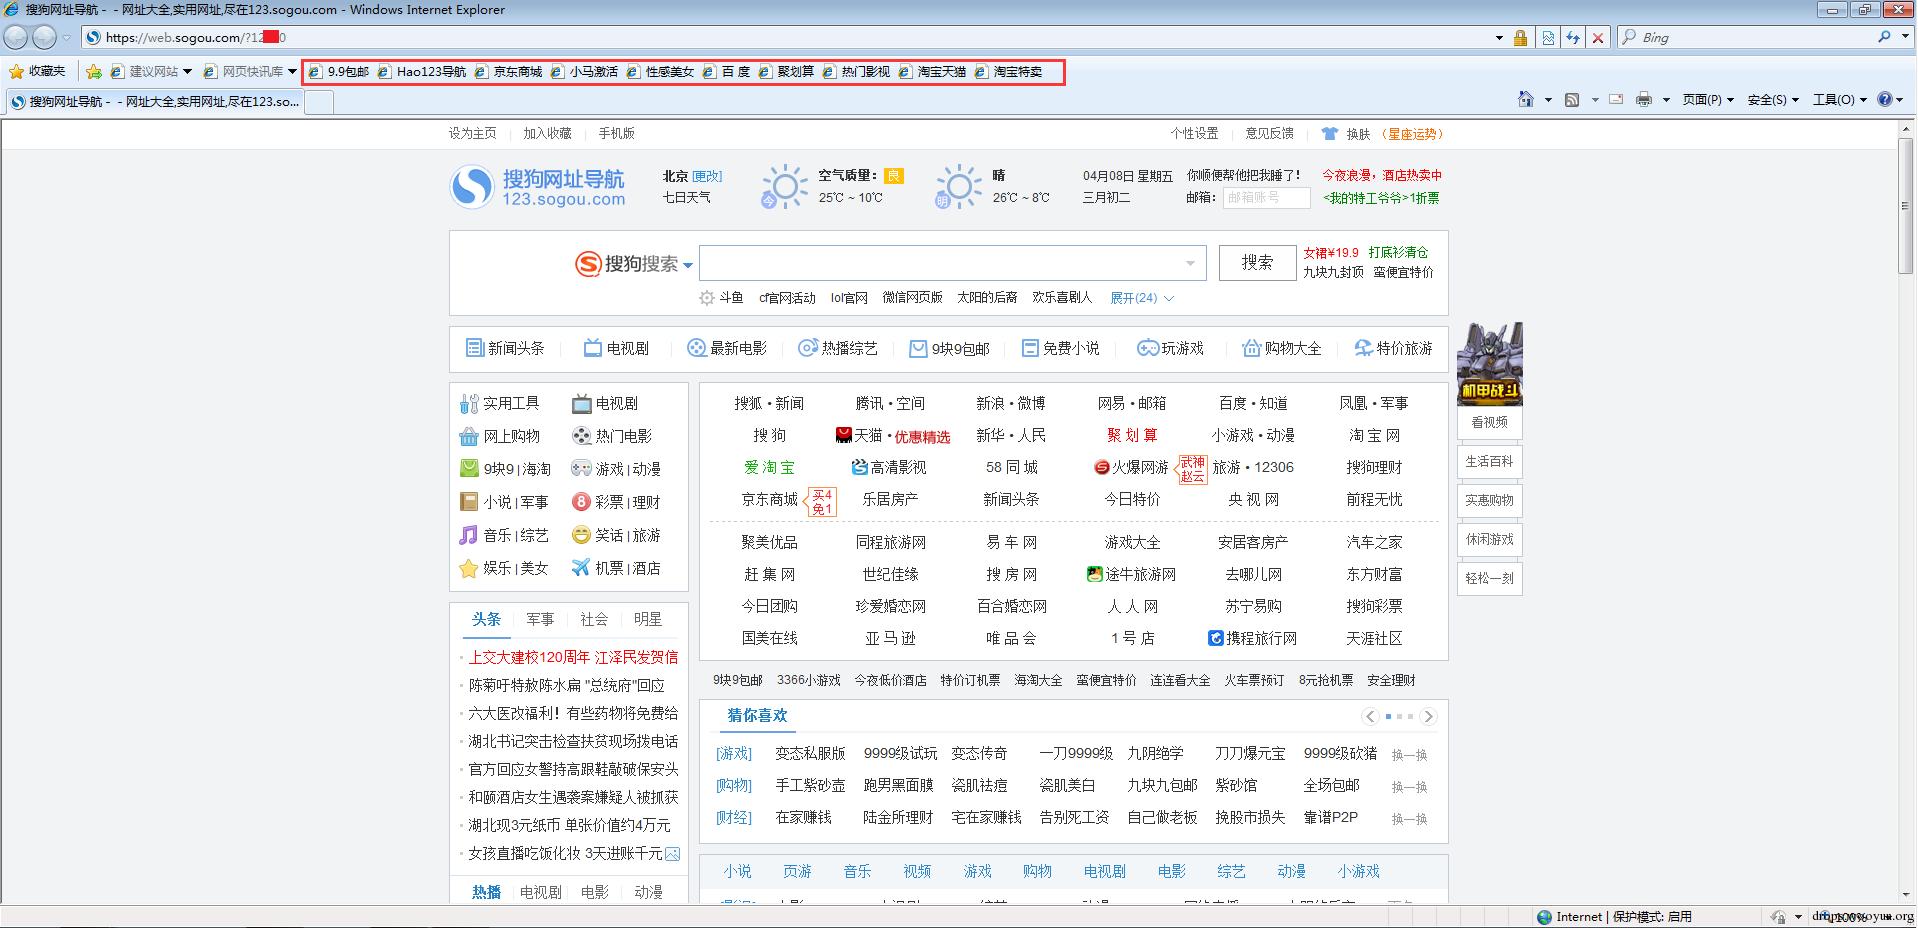 搜狗网址导航 - - 网址大全,实用网址,尽在123.sogou.com - Windows Internet Explorer
https://web.sogou.com/?12 0
Bing
收藏夹 建议网站 网页快讯库 9.9包邮 Hao123导航 京东商城 小马激活 性感美女 百 度 聚划算 热门影视 淘宝天猫 淘宝特卖
搜狗网址导航 - - 网址大全,实用网址,尽在123.so...
页面(P) 安全(S) 工具(O)
设为主页 加入收藏 手机版 个性设置 意见反馈 换肤 (星座运势)
搜狗网址导航
123.sogou.com
北京 [更改]
七日天气
今
空气质量: 良
25℃ ~ 10℃
明
晴
26℃ ~ 8℃
04月08日 星期五
三月初二
你顺便帮他把我睡了!
邮箱: 邮箱账号
今夜浪漫，酒店热卖中
<我的特工爷爷>1折票
搜狗搜索 搜索
女裙¥19.9 打底衫清仓
九块九封顶 蛮便宜特价
斗鱼 cf官网活动 lol官网 微信网页版 太阳的后裔 欢乐喜剧人 展开(24)
新闻头条 电视剧 最新电影 热播综艺 9块9包邮 免费小说 玩游戏 购物大全 特价旅游
实用工具 电视剧
网上购物 热门电影
9块9|海淘 游戏|动漫
小说|军事 彩票|理财
音乐|综艺 笑话|旅游
娱乐|美女 机票|酒店
搜狐•新闻 腾讯•空间 新浪•微博 网易•邮箱 百度•知道 凤凰•军事
搜 狗 天猫•优惠精选 新华•人民 聚 划 算 小游戏•动漫 淘 宝 网
爱 淘 宝 高清影视 58 同 城 火爆网游 武神赵云 旅游•12306 搜狗理财
京东商城 买4免1 乐居房产 新闻头条 今日特价 央 视 网 前程无忧
聚美优品 同程旅游网 易 车 网 游戏大全 安居客房产 汽车之家
赶 集 网 世纪佳缘 搜 房 网 途牛旅游网 去哪儿网 东方财富
今日团购 珍爱婚恋网 百合婚恋网 人 人 网 苏宁易购 搜狗彩票
国美在线 亚 马 逊 唯 品 会 1 号 店 携程旅行网 天涯社区
机甲战斗
看视频
生活百科
实惠购物
休闲游戏
轻松一刻
头条 军事 社会 明星
上交大建校120周年 江泽民发贺信
陈菊吁特赦陈水扁 "总统府"回应
六大医改福利！有些药物将免费给
湖北书记突击检查扶贫现场拨电话
官方回应女警持高跟鞋敲破保安头
和颐酒店女生遇袭案嫌疑人被抓获
湖北现3元纸币 单张价值约4万元
女孩直播吃饭化妆 3天进账千元
热播 电视剧 电影 动漫
9块9包邮 3366小游戏 今夜低价酒店 特价订机票 海淘大全 蛮便宜特价 连连看大全 火车票预订 8元抢机票 安全理财
猜你喜欢
[游戏] 变态私服版 9999级试玩 变态传奇 一刀9999级 九阴绝学 刀刀爆元宝 9999级砍猪 换一换
[购物] 手工紫砂壶 跑男黑面膜 瓷肌祛痘 瓷肌美白 九块九包邮 紫砂馆 全场包邮 换一换
[财经] 在家赚钱 陆金所理财 宅在家赚钱 告别死工资 自己做老板 挽股市损失 靠谱P2P 换一换
小说 页游 音乐 视频 游戏 购物 电视剧 电影 综艺 动漫 小游戏
Internet | 保护模式: 启用